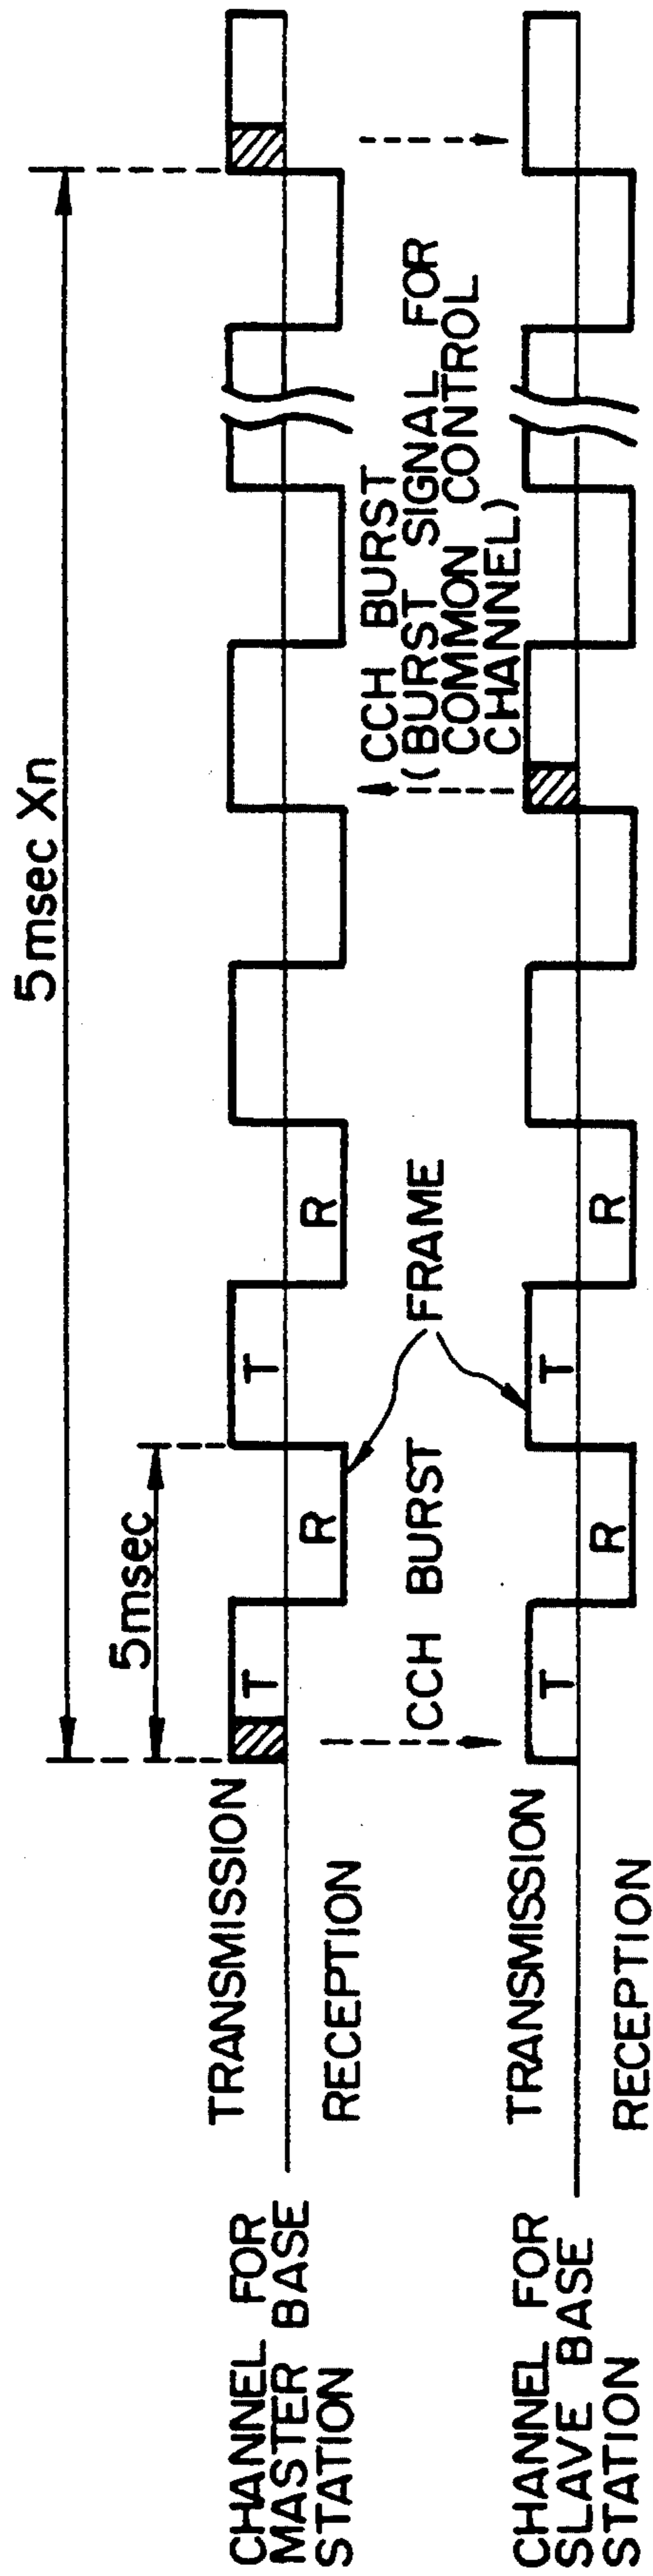 5msec Xn
5msec
CHANNEL FOR
MASTER BASE
STATION
TRANSMISSION
RECEPTION
T
R
T
R
CCH BURST
FRAME
CCH BURST
(BURST SIGNAL FOR
COMMON CONTROL
CHANNEL)
CHANNEL FOR
SLAVE BASE
STATION
TRANSMISSION
RECEPTION
T
R
T
R